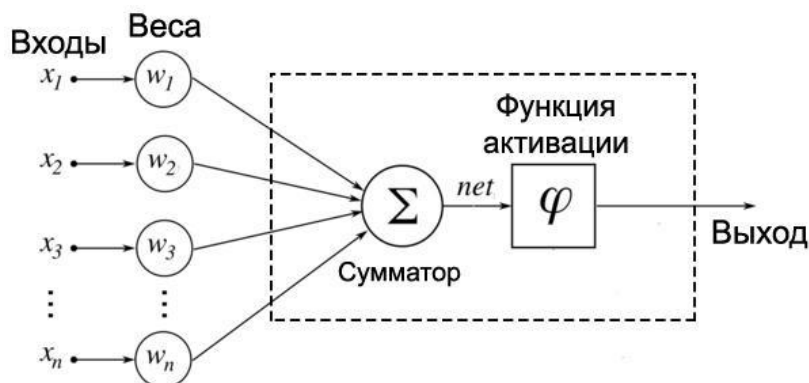 Входы
Веса
x₁
w₁
x₂
w₂
x₃
w₃
⋮
⋮
xₙ
wₙ
Σ
Сумматор
net
Функция
активации
φ
Выход